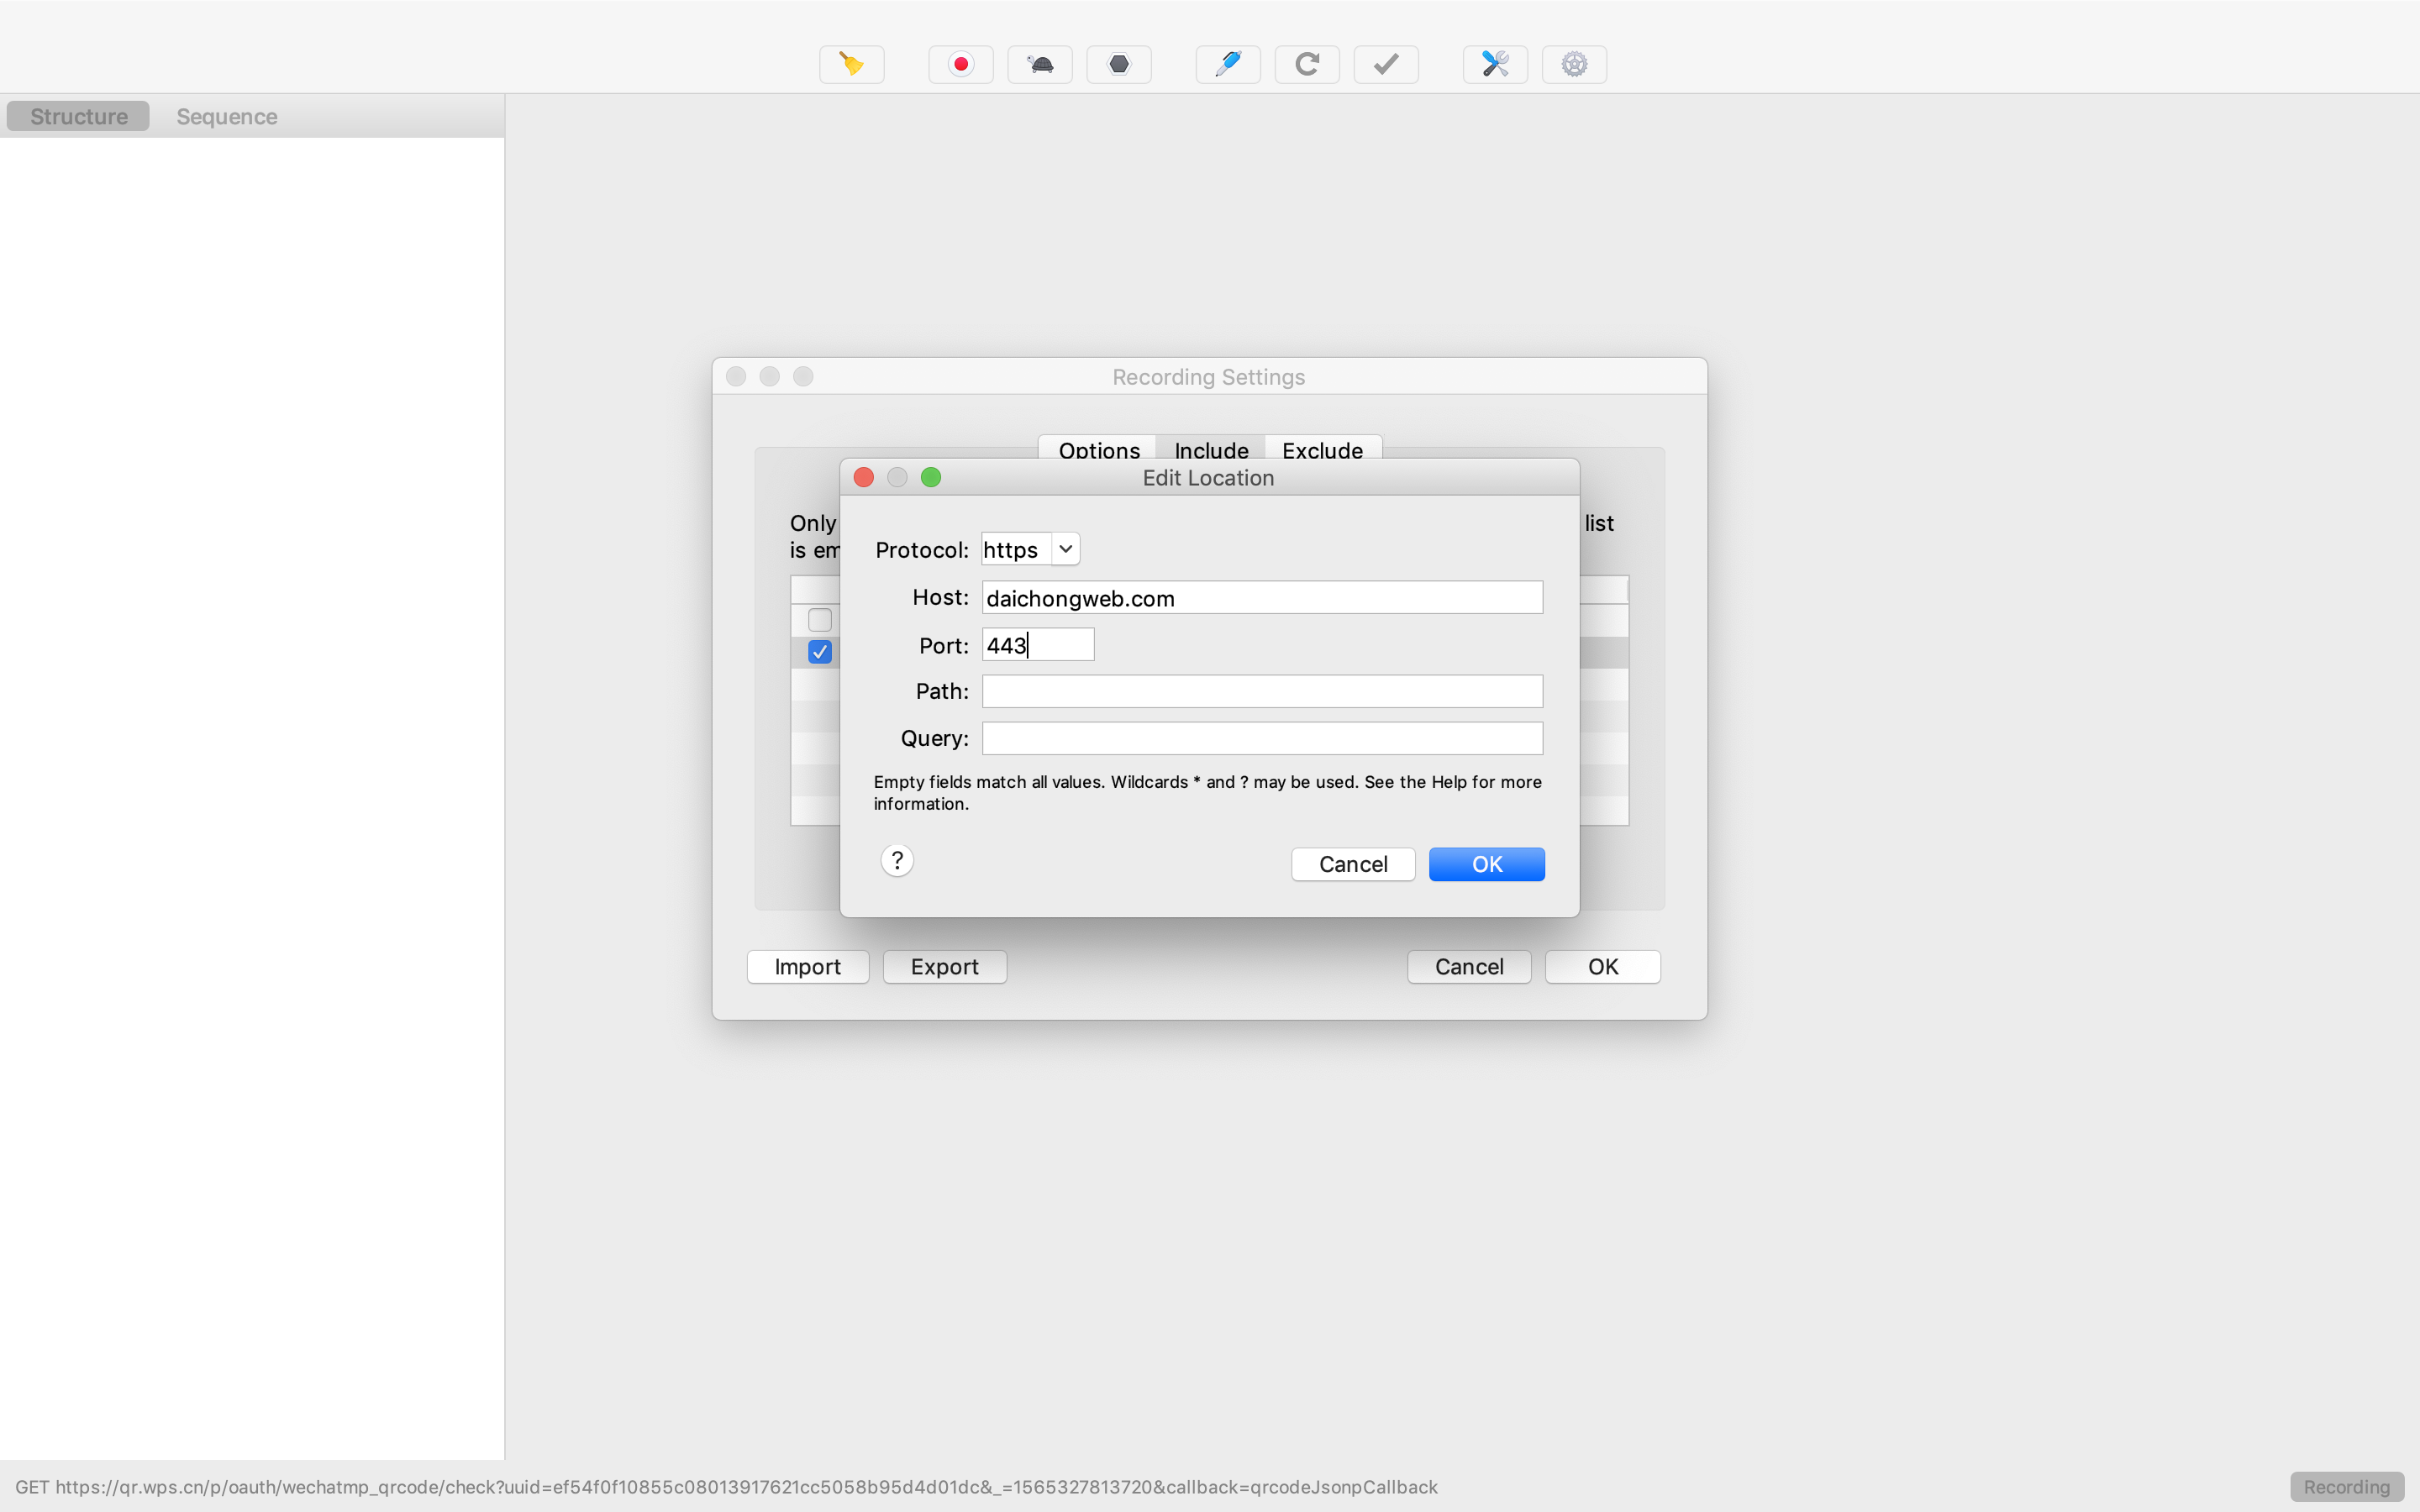 Structure
Sequence
Recording Settings
Options
Include
Exclude
Edit Location
Only
list
is em
Protocol: https
Host: daichongweb.com
Port: 443
Path:
Query:
Empty fields match all values. Wildcards * and ? may be used. See the Help for more
information.
?
Cancel
OK
Import
Export
Cancel
OK
GET https://qr.wps.cn/p/oauth/wechatmp_qrcode/check?uuid=ef54f0f10855c08013917621cc5058b95d4d01dc&_=1565327813720&callback=qrcodeJsonpCallback
Recording